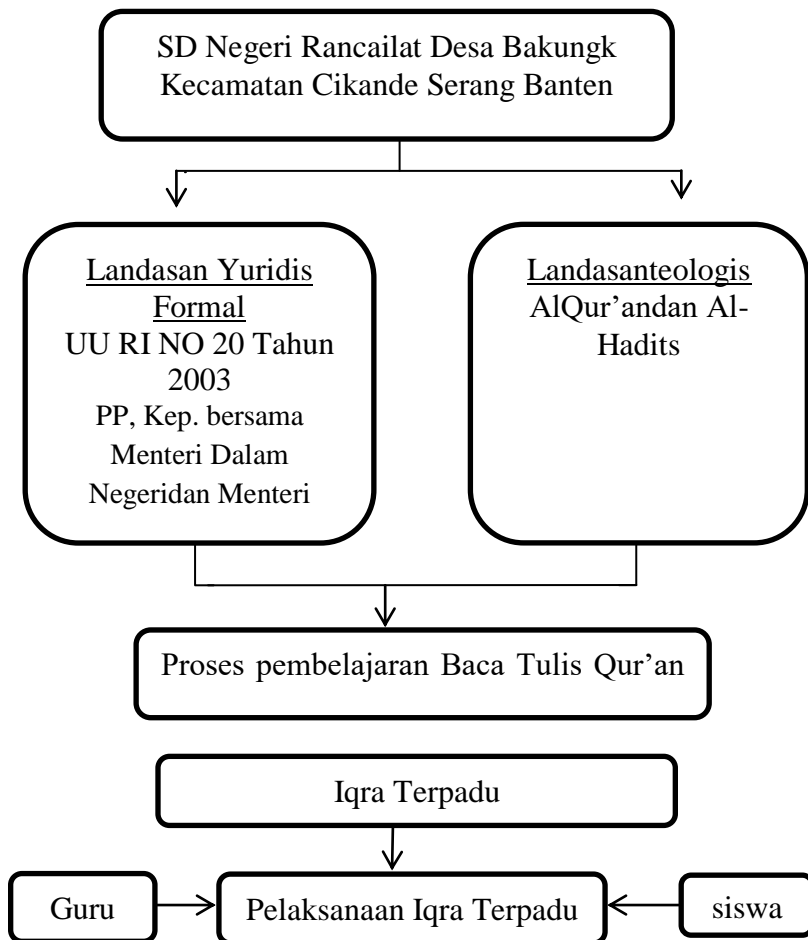 SD Negeri Rancailat Desa Bakungk
Kecamatan Cikande Serang Banten
Landasan Yuridis
Formal
UU RI NO 20 Tahun
2003
PP, Kep. bersama
Menteri Dalam
Negeridan Menteri
Landasanteologis
AlQur’andan Al-
Hadits
Proses pembelajaran Baca Tulis Qur’an
Iqra Terpadu
Guru
Pelaksanaan Iqra Terpadu
siswa